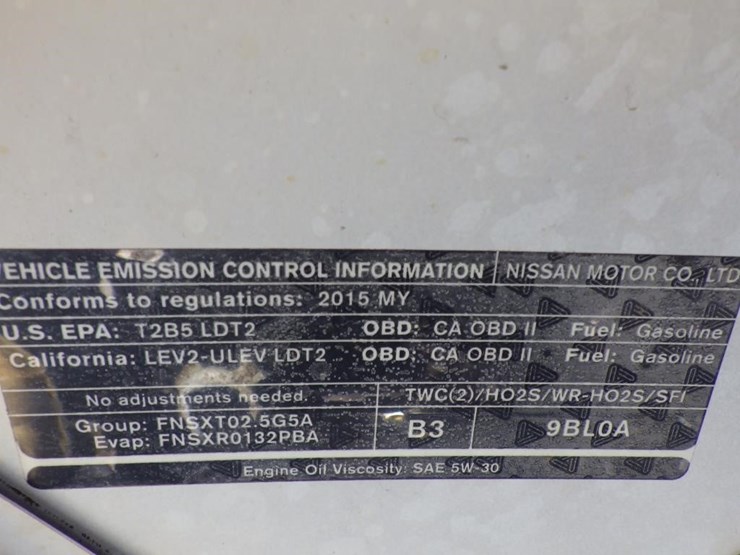 VEHICLE EMISSION CONTROL INFORMATION NISSAN MOTOR CO., LTD
Conforms to regulations: 2015 MY
U.S. EPA: T2B5 LDT2 OBD: CA OBD II Fuel: Gasoline
California: LEV2-ULEV LDT2 OBD: CA OBD II Fuel: Gasoline
No adjustments needed. TWC(2)/HO2S/WR-HO2S/SFI
Group: FNSXT02.5G5A
Evap: FNSXR0132PBA
B3 9BL0A
Engine Oil Viscosity: SAE 5W-30